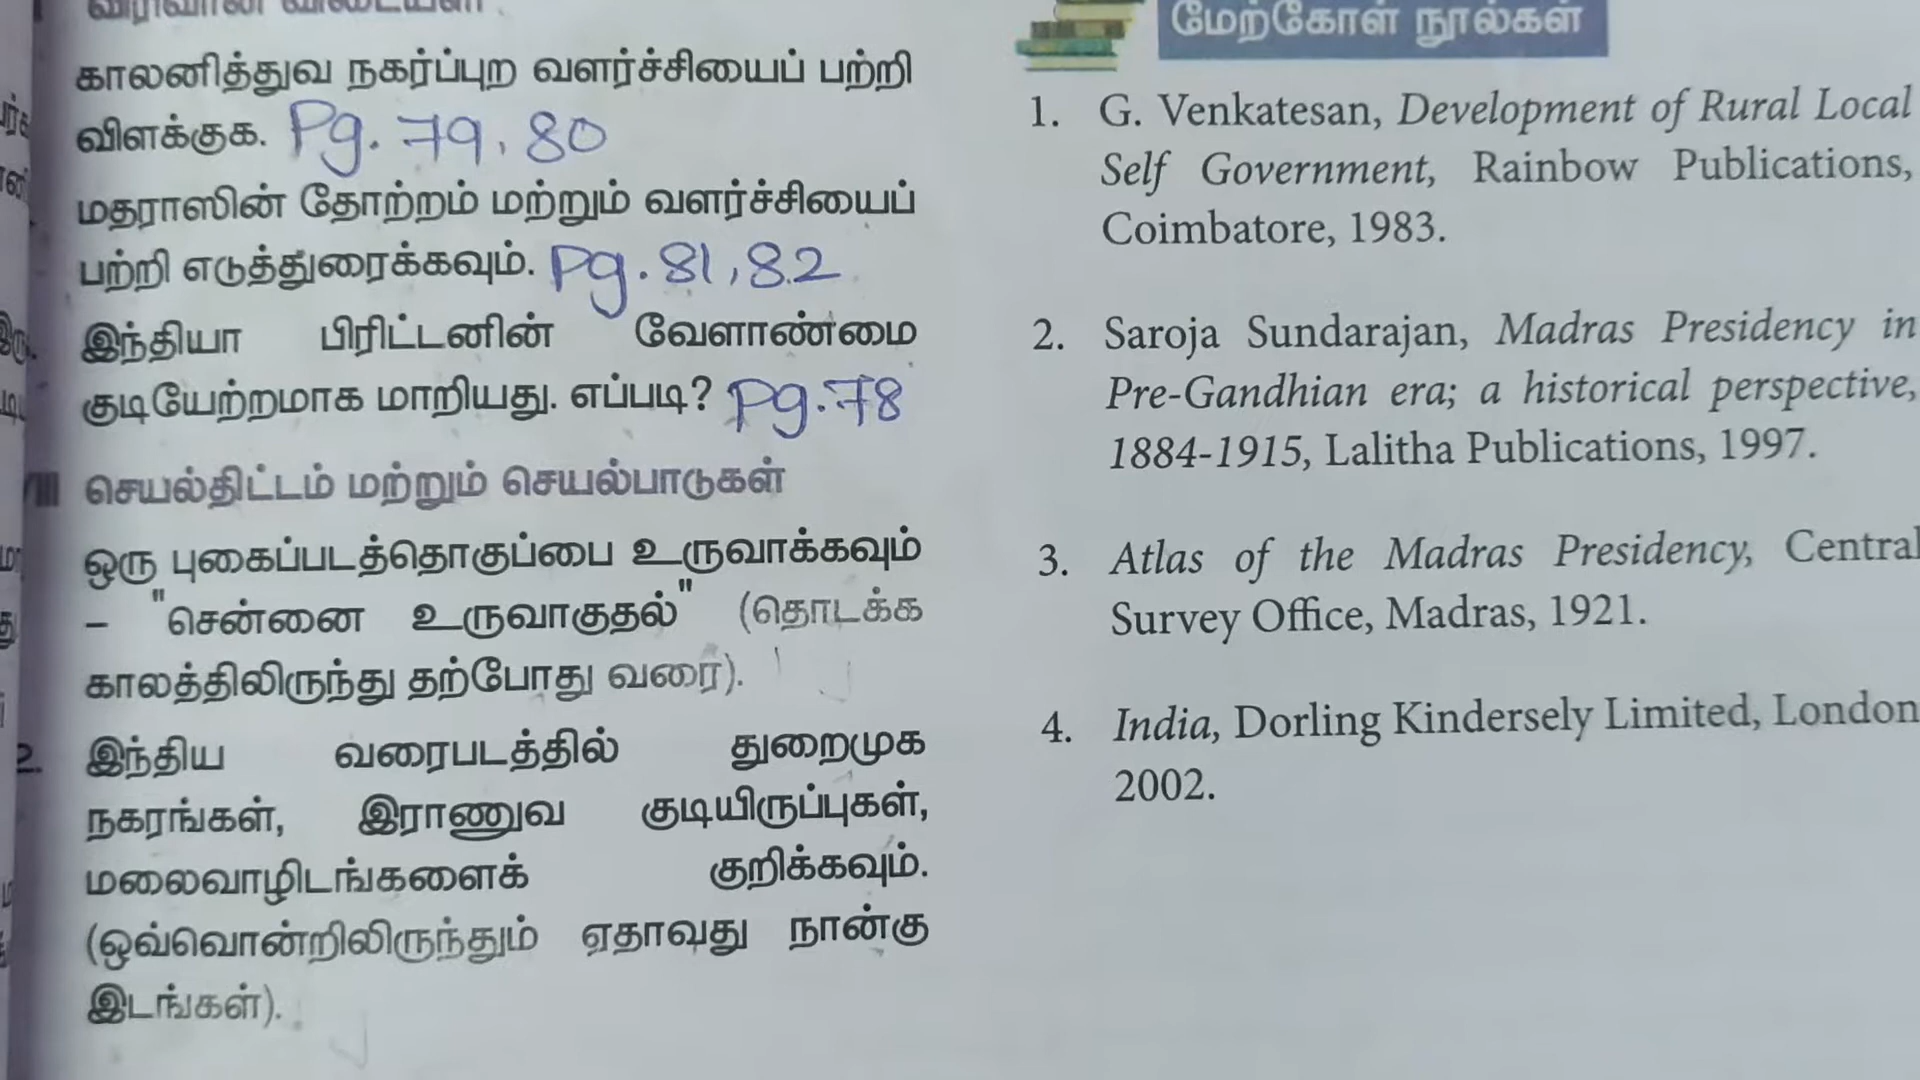 விரிவான விடையளி
காலனித்துவ நகர்ப்புற வளர்ச்சியைப் பற்றி
விளக்குக. Pg. 79, 80
மதராஸின் தோற்றம் மற்றும் வளர்ச்சியைப்
பற்றி எடுத்துரைக்கவும். Pg. 81, 82
இந்தியா பிரிட்டனின் வேளாண்மை
குடியேற்றமாக மாறியது. எப்படி? Pg. 78
VIII செயல்திட்டம் மற்றும் செயல்பாடுகள்
ஒரு புகைப்படத்தொகுப்பை உருவாக்கவும்
– "சென்னை உருவாகுதல்" (தொடக்க
காலத்திலிருந்து தற்போது வரை).
2. இந்திய வரைபடத்தில் துறைமுக
நகரங்கள், இராணுவ குடியிருப்புகள்,
மலைவாழிடங்களைக் குறிக்கவும்.
(ஒவ்வொன்றிலிருந்தும் ஏதாவது நான்கு
இடங்கள்).
மேற்கோள் நூல்கள்
1. G. Venkatesan, Development of Rural Local
Self Government, Rainbow Publications,
Coimbatore, 1983.
2. Saroja Sundarajan, Madras Presidency in
Pre-Gandhian era; a historical perspective,
1884-1915, Lalitha Publications, 1997.
3. Atlas of the Madras Presidency, Central
Survey Office, Madras, 1921.
4. India, Dorling Kindersely Limited, London
2002.